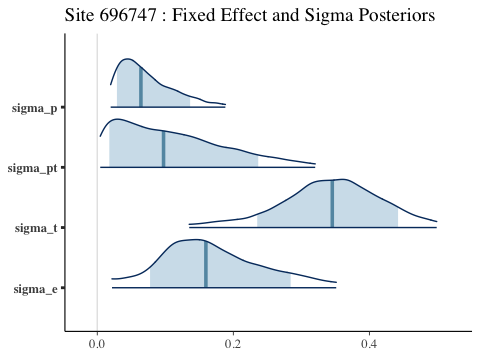 Site 696747 : Fixed Effect and Sigma Posteriors
sigma_p
sigma_pt
sigma_t
sigma_e
0.0 0.2 0.4